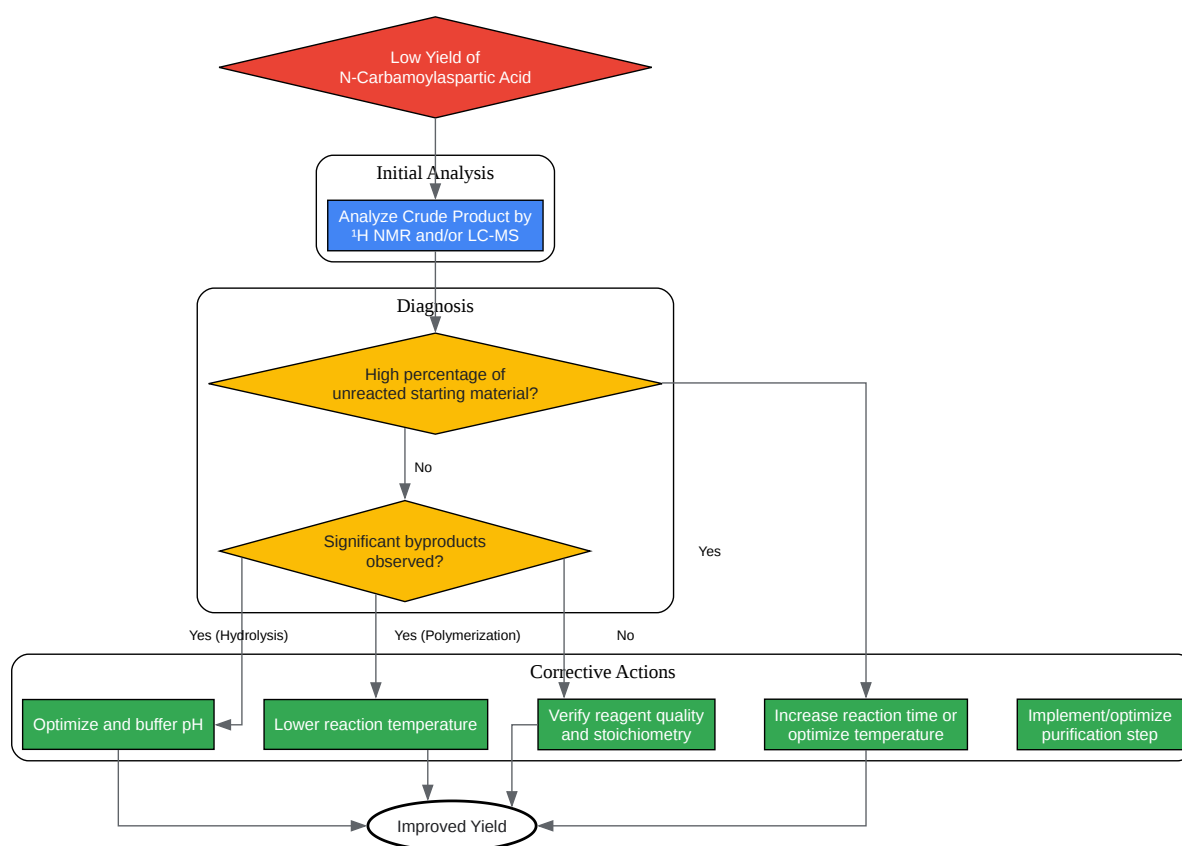 Low Yield of
N-Carbamoylaspartic Acid
Initial Analysis
Analyze Crude Product by
¹H NMR and/or LC-MS
Diagnosis
High percentage of
unreacted starting material?
No
Significant byproducts
observed?
Yes
Yes (Hydrolysis)
Yes (Polymerization)
No
Corrective Actions
Optimize and buffer pH
Lower reaction temperature
Verify reagent quality
and stoichiometry
Increase reaction time or
optimize temperature
Implement/optimize
purification step
Improved Yield